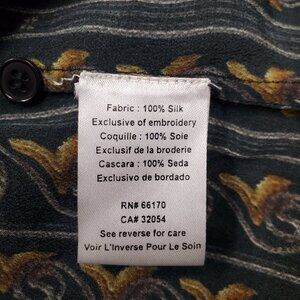 Fabric : 100% Silk
Exclusive of embroidery
Coquille : 100% Soie
Exclusif de la broderie
Cascara : 100% Seda
Exclusivo de bordado
RN# 66170
CA# 32054
See reverse for care
Voir L'Inverse Pour Le Soin